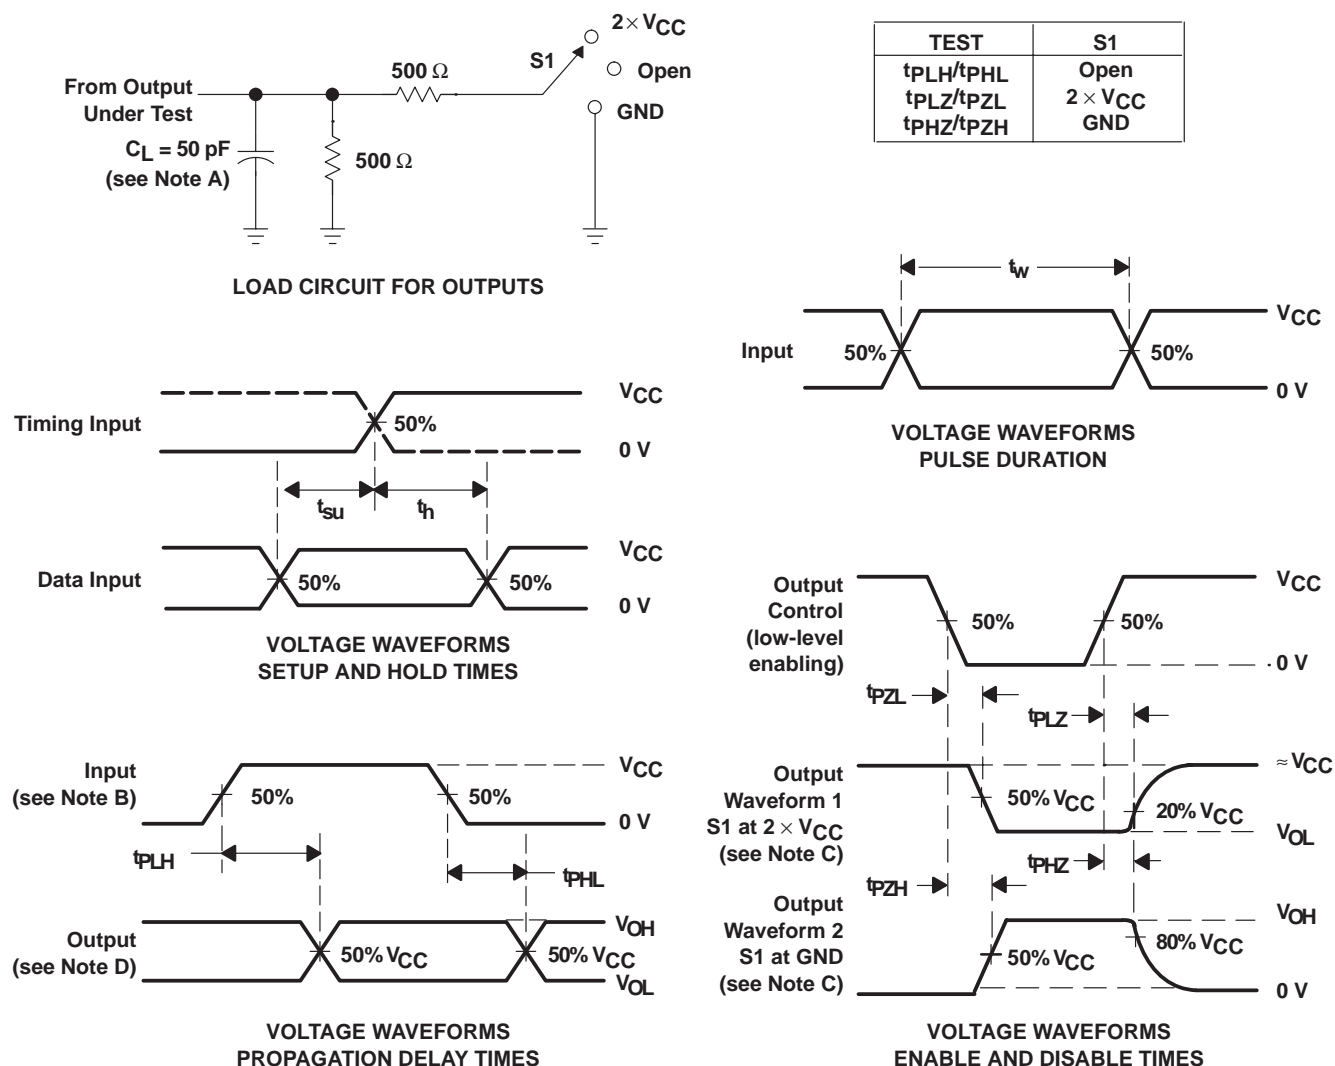 2 × VCC
S1
Open
GND
500 Ω
From Output
Under Test
CL = 50 pF
(see Note A)
500 Ω
LOAD CIRCUIT FOR OUTPUTS
TEST S1
tPLH/tPHL Open
tPLZ/tPZL 2 × VCC
tPHZ/tPZH GND
tw
Input
50%
50%
VCC
0 V
VOLTAGE WAVEFORMS
PULSE DURATION
Timing Input
50%
VCC
0 V
tsu
th
Data Input
50%
50%
VCC
0 V
VOLTAGE WAVEFORMS
SETUP AND HOLD TIMES
Input
(see Note B)
50%
50%
VCC
0 V
tPLH
tPHL
Output
(see Note D)
50% VCC
50% VCC
VOH
VOL
VOLTAGE WAVEFORMS
PROPAGATION DELAY TIMES
Output
Control
(low-level
enabling)
50%
50%
VCC
0 V
tPZL
tPLZ
Output
Waveform 1
S1 at 2 × VCC
(see Note C)
50% VCC
20% VCC
≈ VCC
VOL
tPZH
tPHZ
Output
Waveform 2
S1 at GND
(see Note C)
50% VCC
80% VCC
VOH
0 V
VOLTAGE WAVEFORMS
ENABLE AND DISABLE TIMES